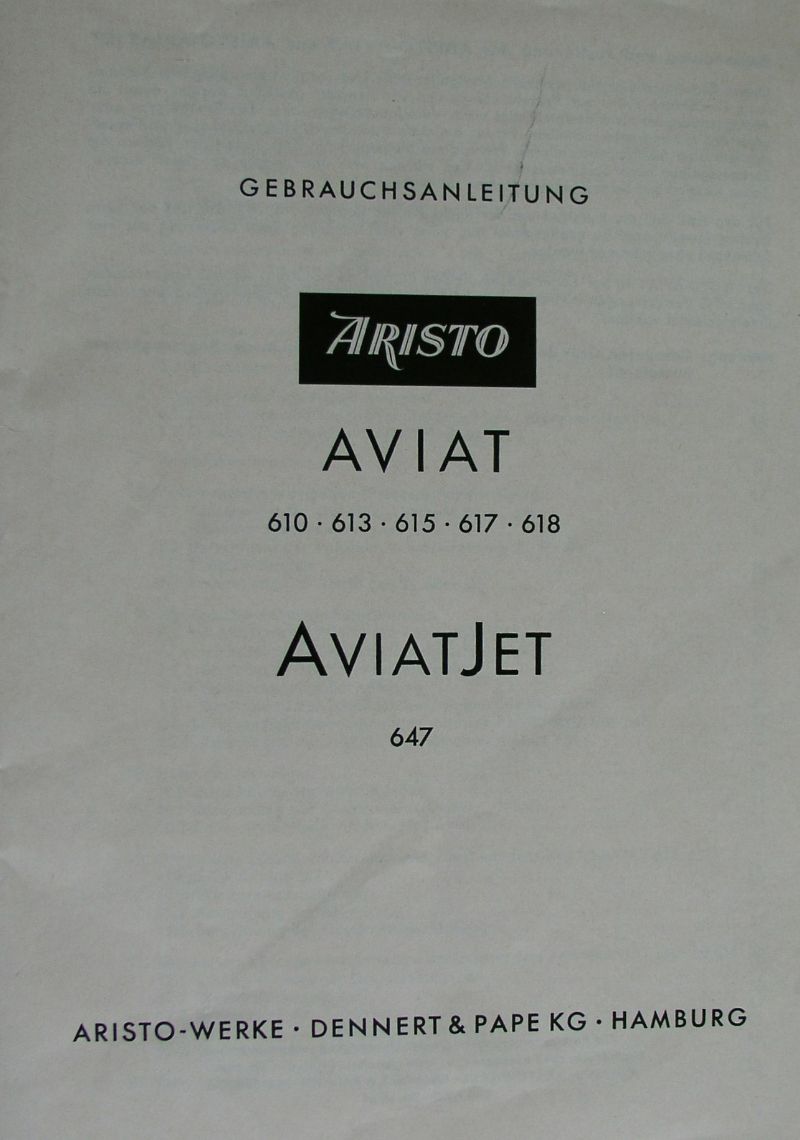 GEBRAUCHSANLEITUNG
ARISTO
AVIAT
610 · 613 · 615 · 617 · 618
AVIATJET
647
ARISTO-WERKE · DENNERT & PAPE KG · HAMBURG